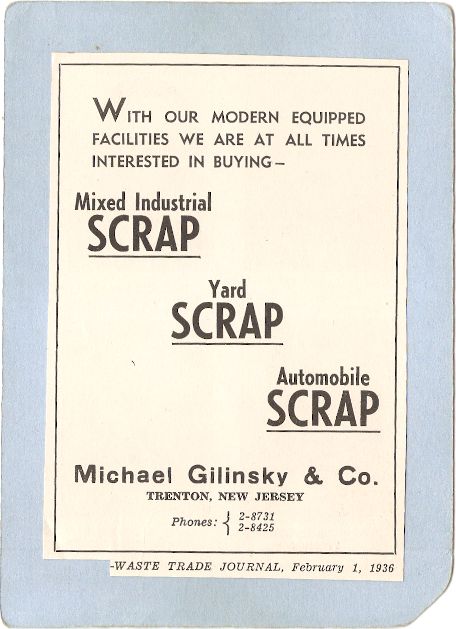 WITH OUR MODERN EQUIPPED
FACILITIES WE ARE AT ALL TIMES
INTERESTED IN BUYING—
Mixed Industrial
SCRAP
Yard
SCRAP
Automobile
SCRAP
Michael Gilinsky & Co.
TRENTON, NEW JERSEY
Phones: { 2-8731
2-8425
-WASTE TRADE JOURNAL, February 1, 1936